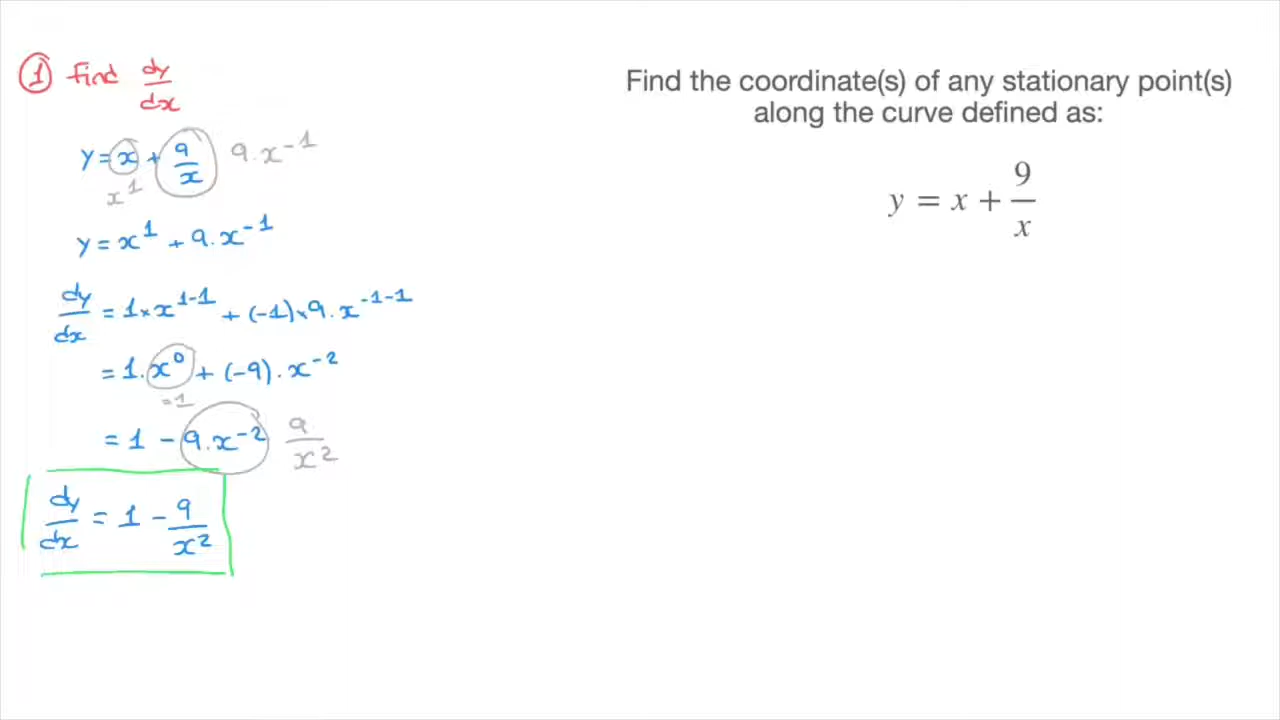 ① find dy/dx
y = x + 9/x 9.x⁻¹
x¹
y = x¹ + 9.x⁻¹
dy/dx = 1×x¹⁻¹ + (-1)×9.x⁻¹⁻¹
= 1.x⁰ + (-9).x⁻²
=1
= 1 - 9.x⁻² 9/x²
dy/dx = 1 - 9/x²
Find the coordinate(s) of any stationary point(s)
along the curve defined as:
y = x + 9/x